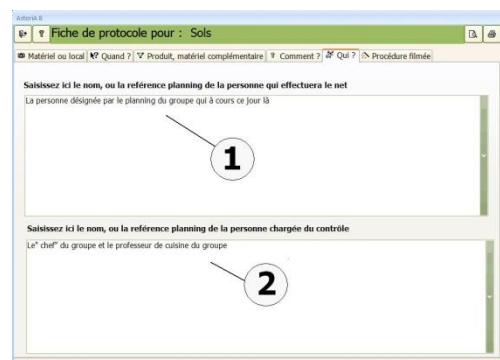 AsteriA 8
Fiche de protocole pour : Sols
Matériel ou local Quand ? Produit, matériel complémentaire Comment ? Qui ? Procédure filmée
Saisissez ici le nom, ou la reférence planning de la personne qui effectuera le net
La personne désignée par le planning du groupe qui à cours ce jour là
1
Saisissez ici le nom, ou la reférence planning de la personne chargée du contrôle
Le" chef" du groupe et le professeur de cuisine du groupe
2